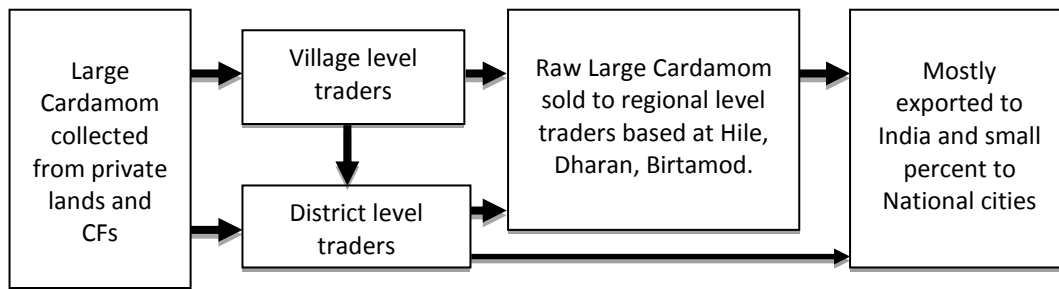 Large
Cardamom
collected
from private
lands and
CFs
Village level
traders
District level
traders
Raw Large Cardamom
sold to regional level
traders based at Hile,
Dharan, Birtamod.
Mostly
exported to
India and small
percent to
National cities